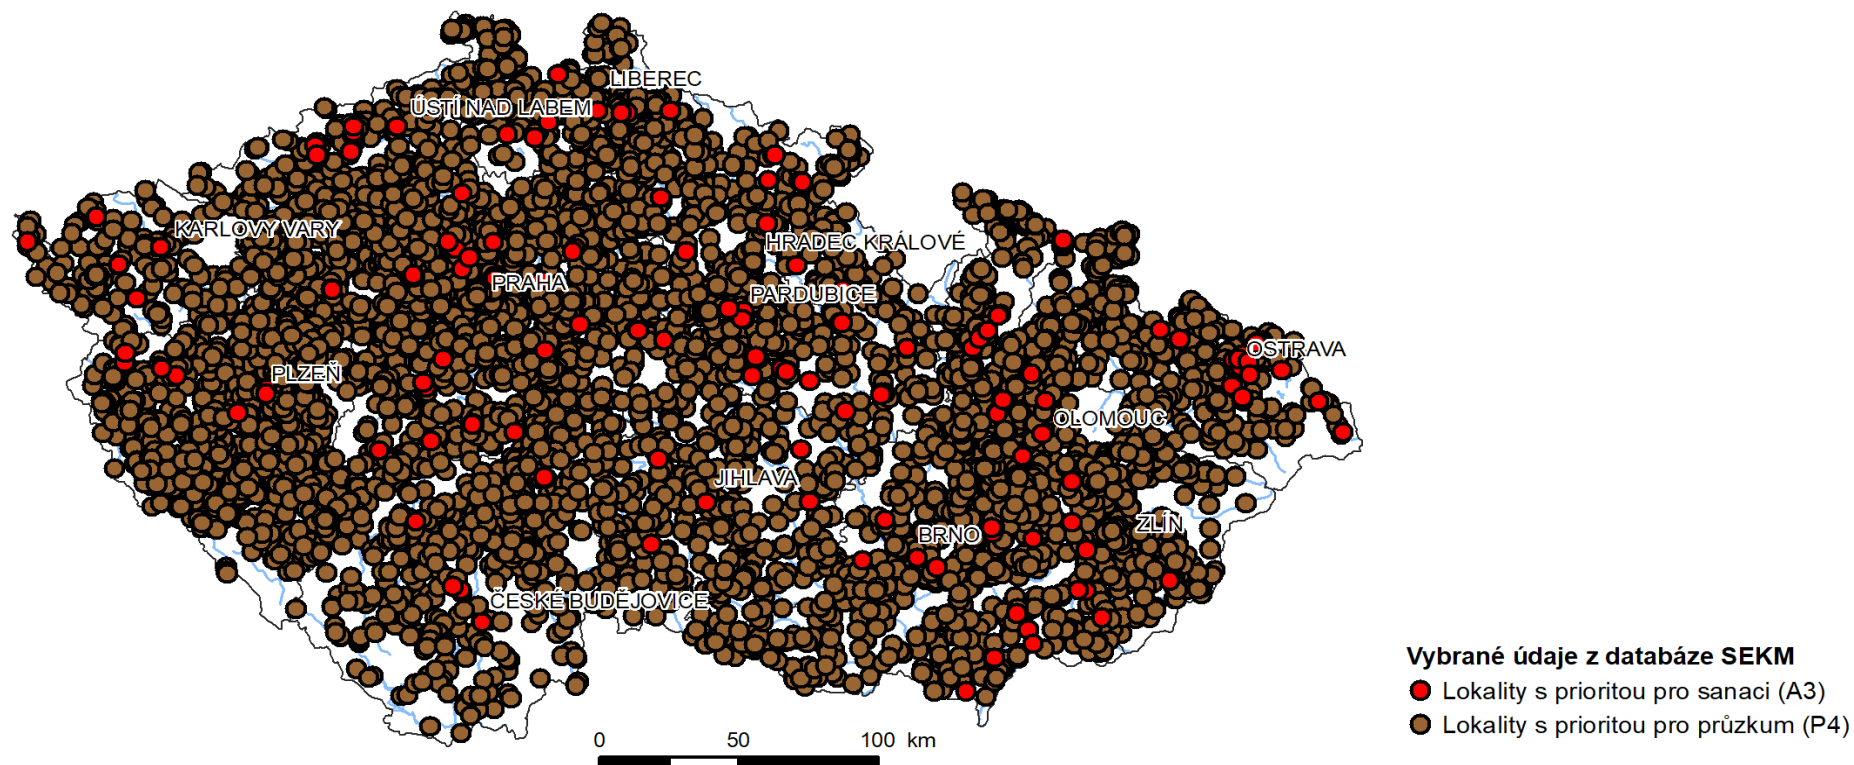 LIBEREC
ÚSTÍ NAD LABEM
KARLOVY VARY
HRADEC KRÁLOVÉ
PRAHA
PARDUBICE
OSTRAVA
PLZEŇ
OLOMOUC
JIHLAVA
ZLÍN
BRNO
ČESKÉ BUDĚJOVICE
Vybrané údaje z databáze SEKM
Lokality s prioritou pro sanaci (A3)
Lokality s prioritou pro průzkum (P4)
0 50 100 km